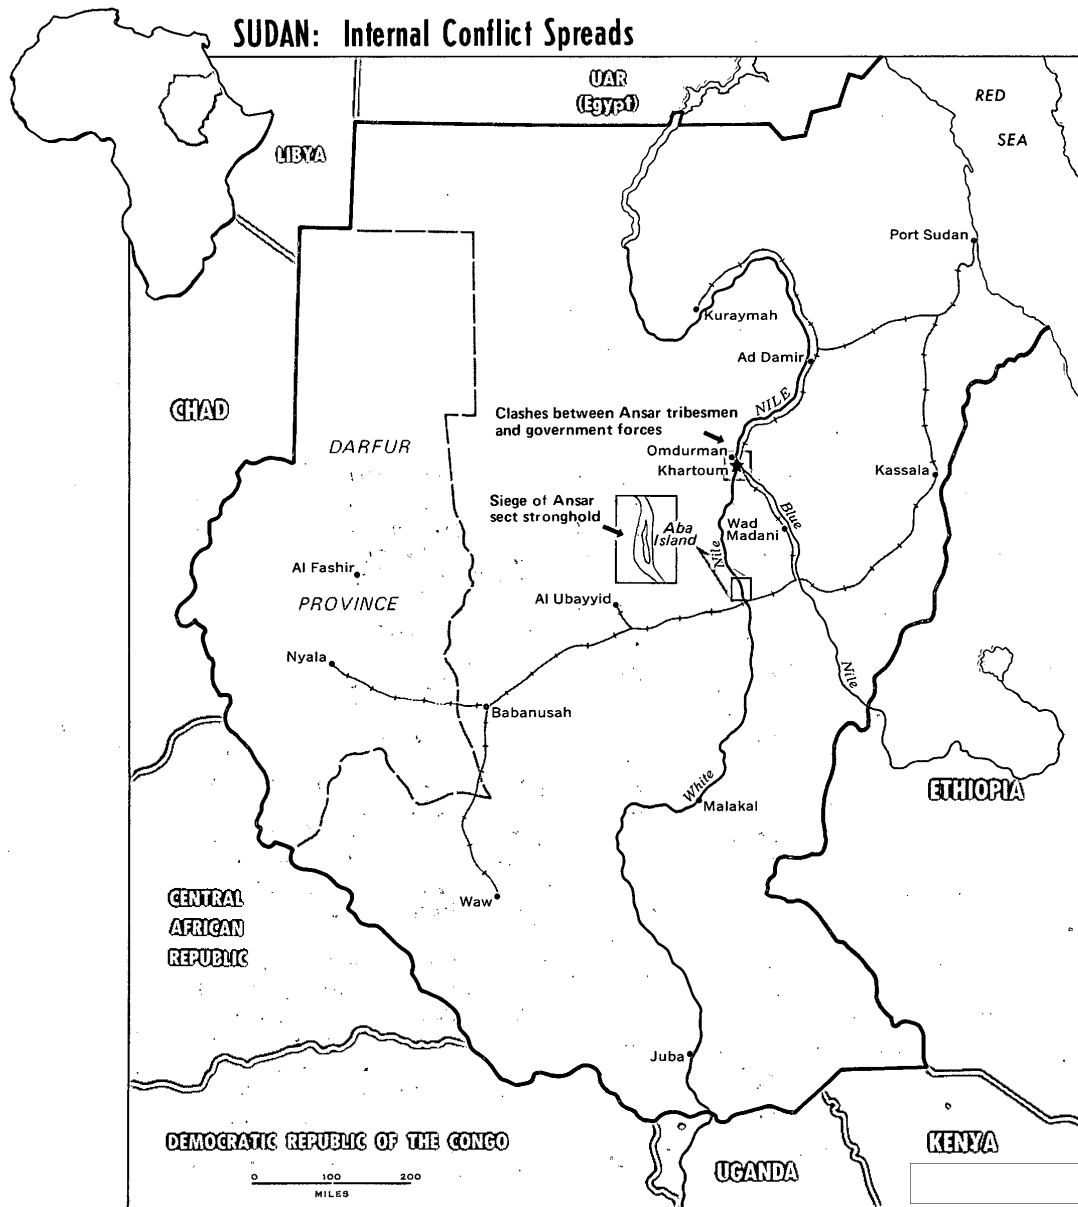 SUDAN: Internal Conflict Spreads
UAR
(Egypt)
RED
SEA
LIBYA
Port Sudan
Kuraymah
Ad Damir
NILE
CHAD
Clashes between Ansar tribesmen
and government forces
DARFUR
Omdurman
Khartoum
Kassala
Siege of Ansar
sect stronghold
Aba
Island
Nile
Wad
Madani
Blue
Al Fashir
PROVINCE
Al Ubayyid
Nyala
Nile
Babanusah
White
Malakal
ETHIOPIA
CENTRAL
AFRICAN
REPUBLIC
Waw
Juba
DEMOCRATIC REPUBLIC OF THE CONGO
UGANDA
KENYA
0 100 200
MILES